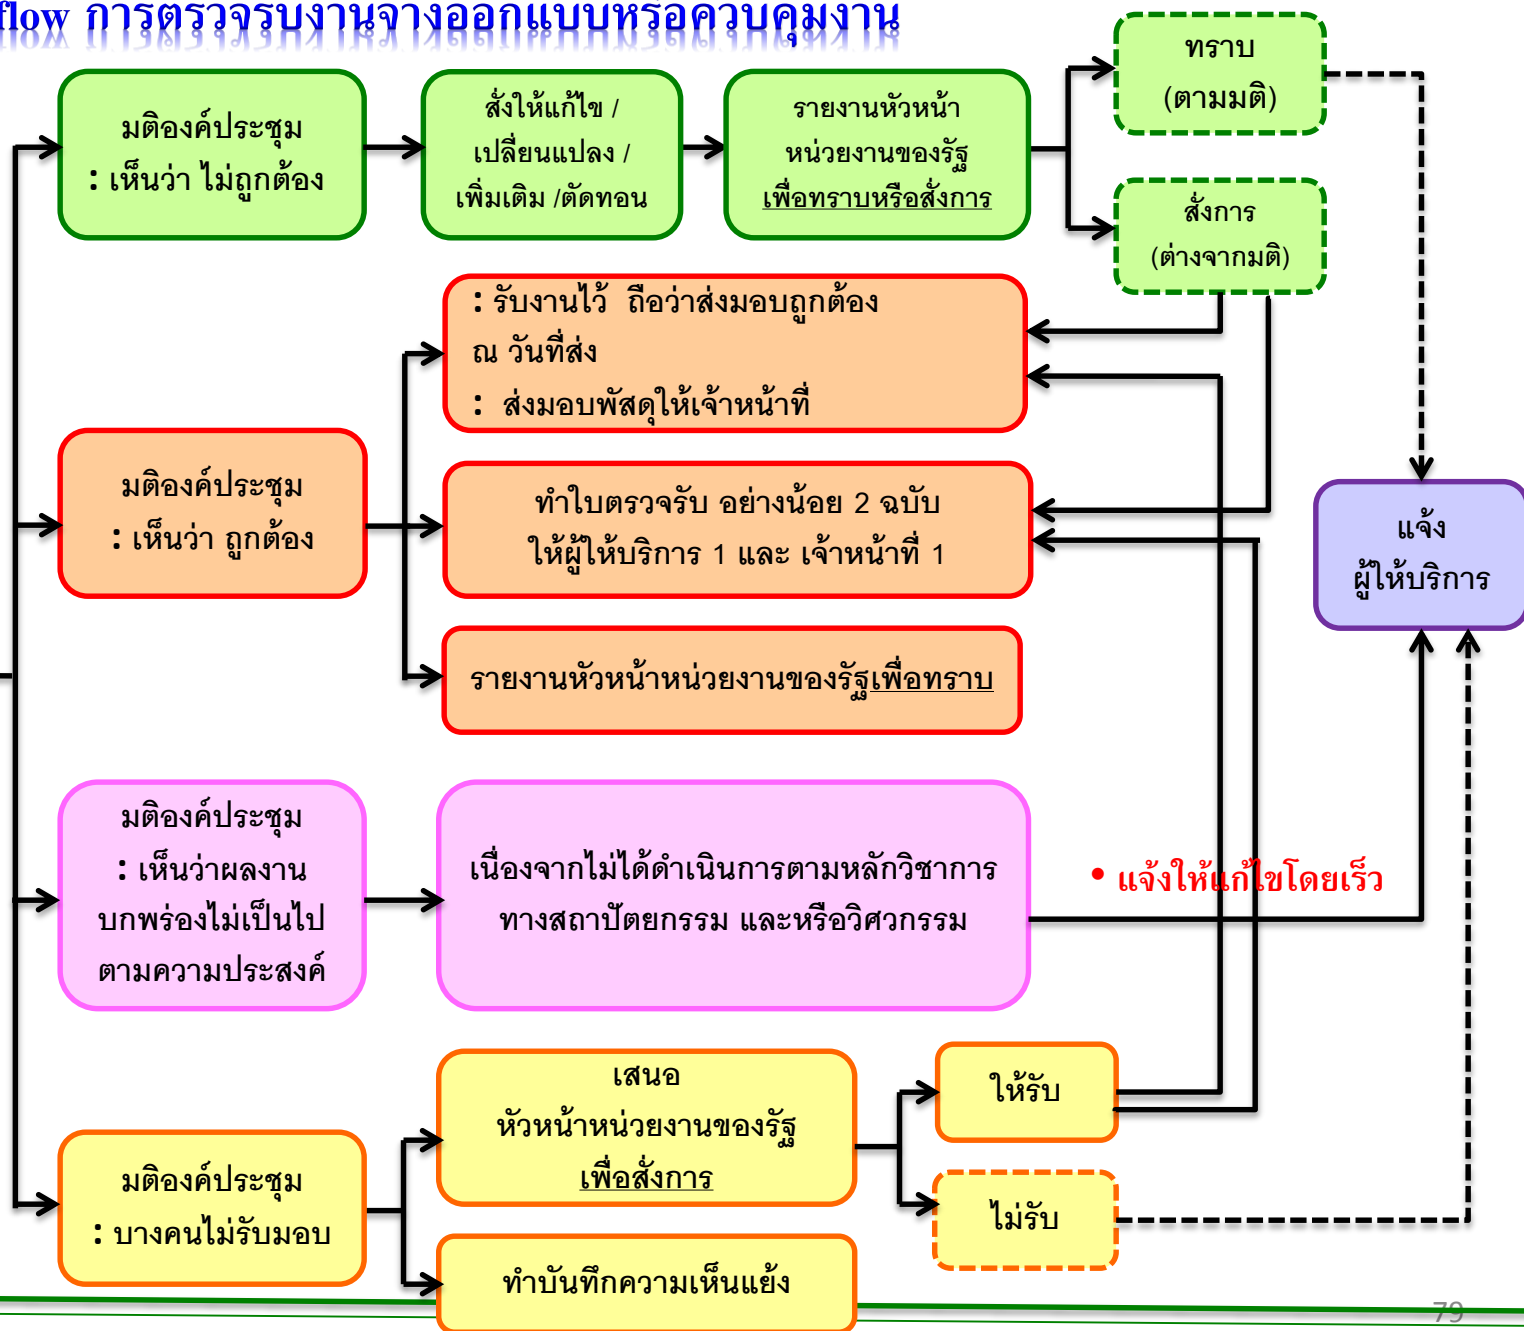 flow การตรวจรับงานจ้างออกแบบหรือควบคุมงาน
มติองค์ประชุม
: เห็นว่า ไม่ถูกต้อง
สั่งให้แก้ไข /
เปลี่ยนแปลง /
เพิ่มเติม /ตัดทอน
รายงานหัวหน้า
หน่วยงานของรัฐ
เพื่อทราบหรือสั่งการ
ทราบ
(ตามมติ)
สั่งการ
(ต่างจากมติ)
มติองค์ประชุม
: เห็นว่า ถูกต้อง
: รับงานไว้ ถือว่าส่งมอบถูกต้อง
ณ วันที่ส่ง
: ส่งมอบพัสดุให้เจ้าหน้าที่
ทำใบตรวจรับ อย่างน้อย 2 ฉบับ
ให้ผู้ให้บริการ 1 และ เจ้าหน้าที่ 1
รายงานหัวหน้าหน่วยงานของรัฐเพื่อทราบ
แจ้ง
ผู้ให้บริการ
มติองค์ประชุม
: เห็นว่าผลงาน
บกพร่องไม่เป็นไป
ตามความประสงค์
เนื่องจากไม่ได้ดำเนินการตามหลักวิชาการ
ทางสถาปัตยกรรม และหรือวิศวกรรม
• แจ้งให้แก้ไขโดยเร็ว
มติองค์ประชุม
: บางคนไม่รับมอบ
เสนอ
หัวหน้าหน่วยงานของรัฐ
เพื่อสั่งการ
ทำบันทึกความเห็นแย้ง
ให้รับ
ไม่รับ
79